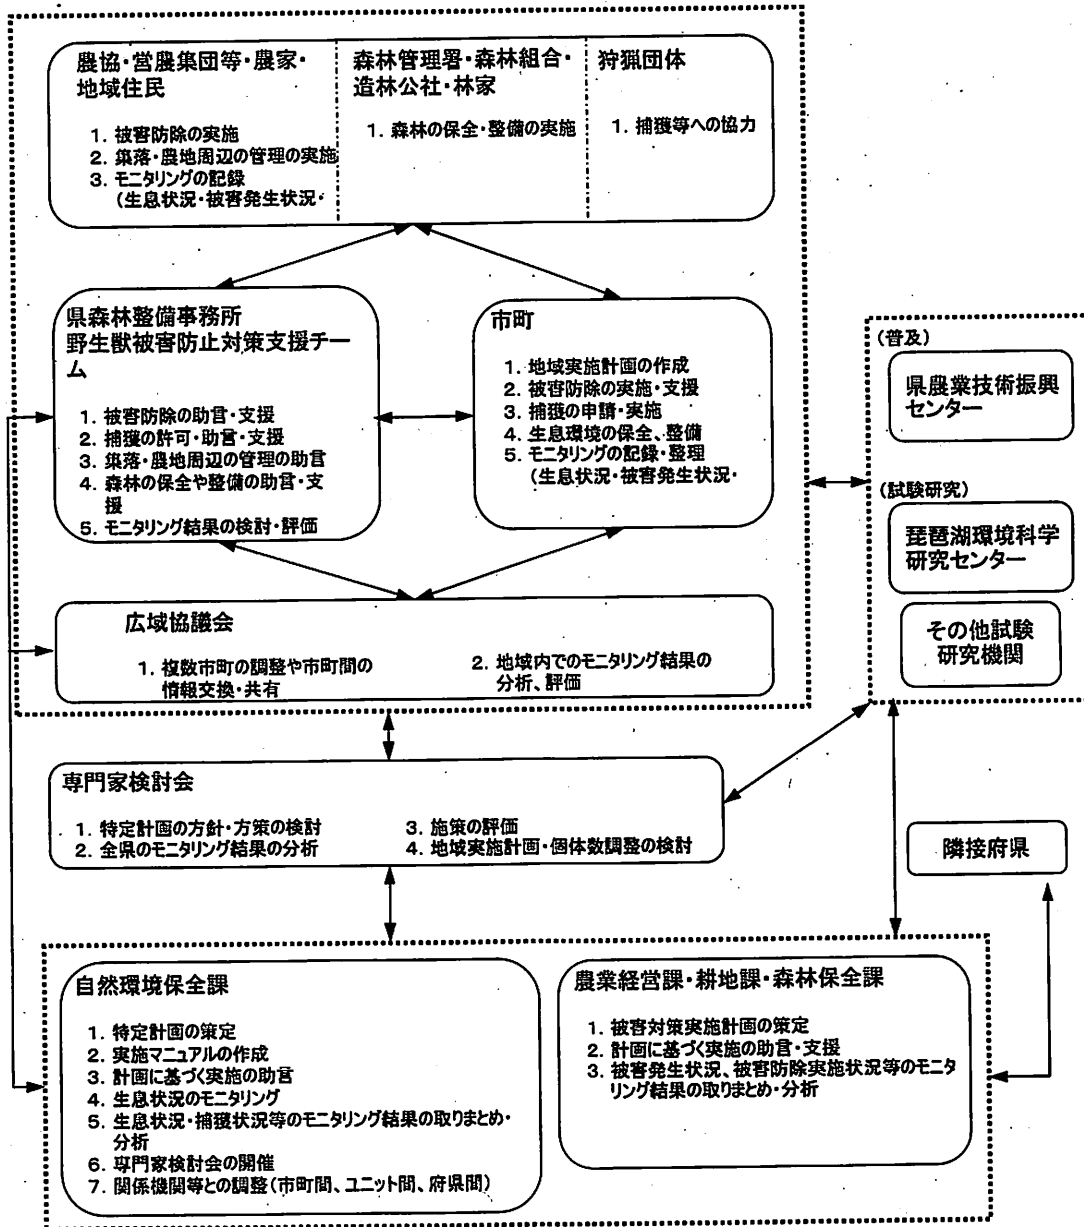 農協・営農集団等・農家・
地域住民
1. 被害防除の実施
2. 集落・農地周辺の管理の実施
3. モニタリングの記録
(生息状況・被害発生状況・
森林管理署・森林組合・
造林公社・林家
1. 森林の保全・整備の実施
狩猟団体
1. 捕獲等への協力
県森林整備事務所
野生獣被害防止対策支援チー
ム
1. 被害防除の助言・支援
2. 捕獲の許可・助言・支援
3. 集落・農地周辺の管理の助言
4. 森林の保全や整備の助言・支
援
5. モニタリング結果の検討・評価
市町
1. 地域実施計画の作成
2. 被害防除の実施・支援
3. 捕獲の申請・実施
4. 生息環境の保全、整備
5. モニタリングの記録・整理
(生息状況・被害発生状況・
(普及)
県農業技術振興
センター
(試験研究)
琵琶湖環境科学
研究センター
その他試験
研究機関
広域協議会
1. 複数市町の調整や市町間の
情報交換・共有
2. 地域内でのモニタリング結果の
分析、評価
専門家検討会
1. 特定計画の方針・方策の検討
2. 全県のモニタリング結果の分析
3. 施策の評価
4. 地域実施計画・個体数調整の検討
隣接府県
自然環境保全課
1. 特定計画の策定
2. 実施マニュアルの作成
3. 計画に基づく実施の助言
4. 生息状況のモニタリング
5. 生息状況・捕獲状況等のモニタリング結果の取りまとめ・
分析
6. 専門家検討会の開催
7. 関係機関等との調整(市町間、ユニット間、府県間)
農業経営課・耕地課・森林保全課
1. 被害対策実施計画の策定
2. 計画に基づく実施の助言・支援
3. 被害発生状況、被害防除実施状況等のモニタ
リング結果の取りまとめ・分析